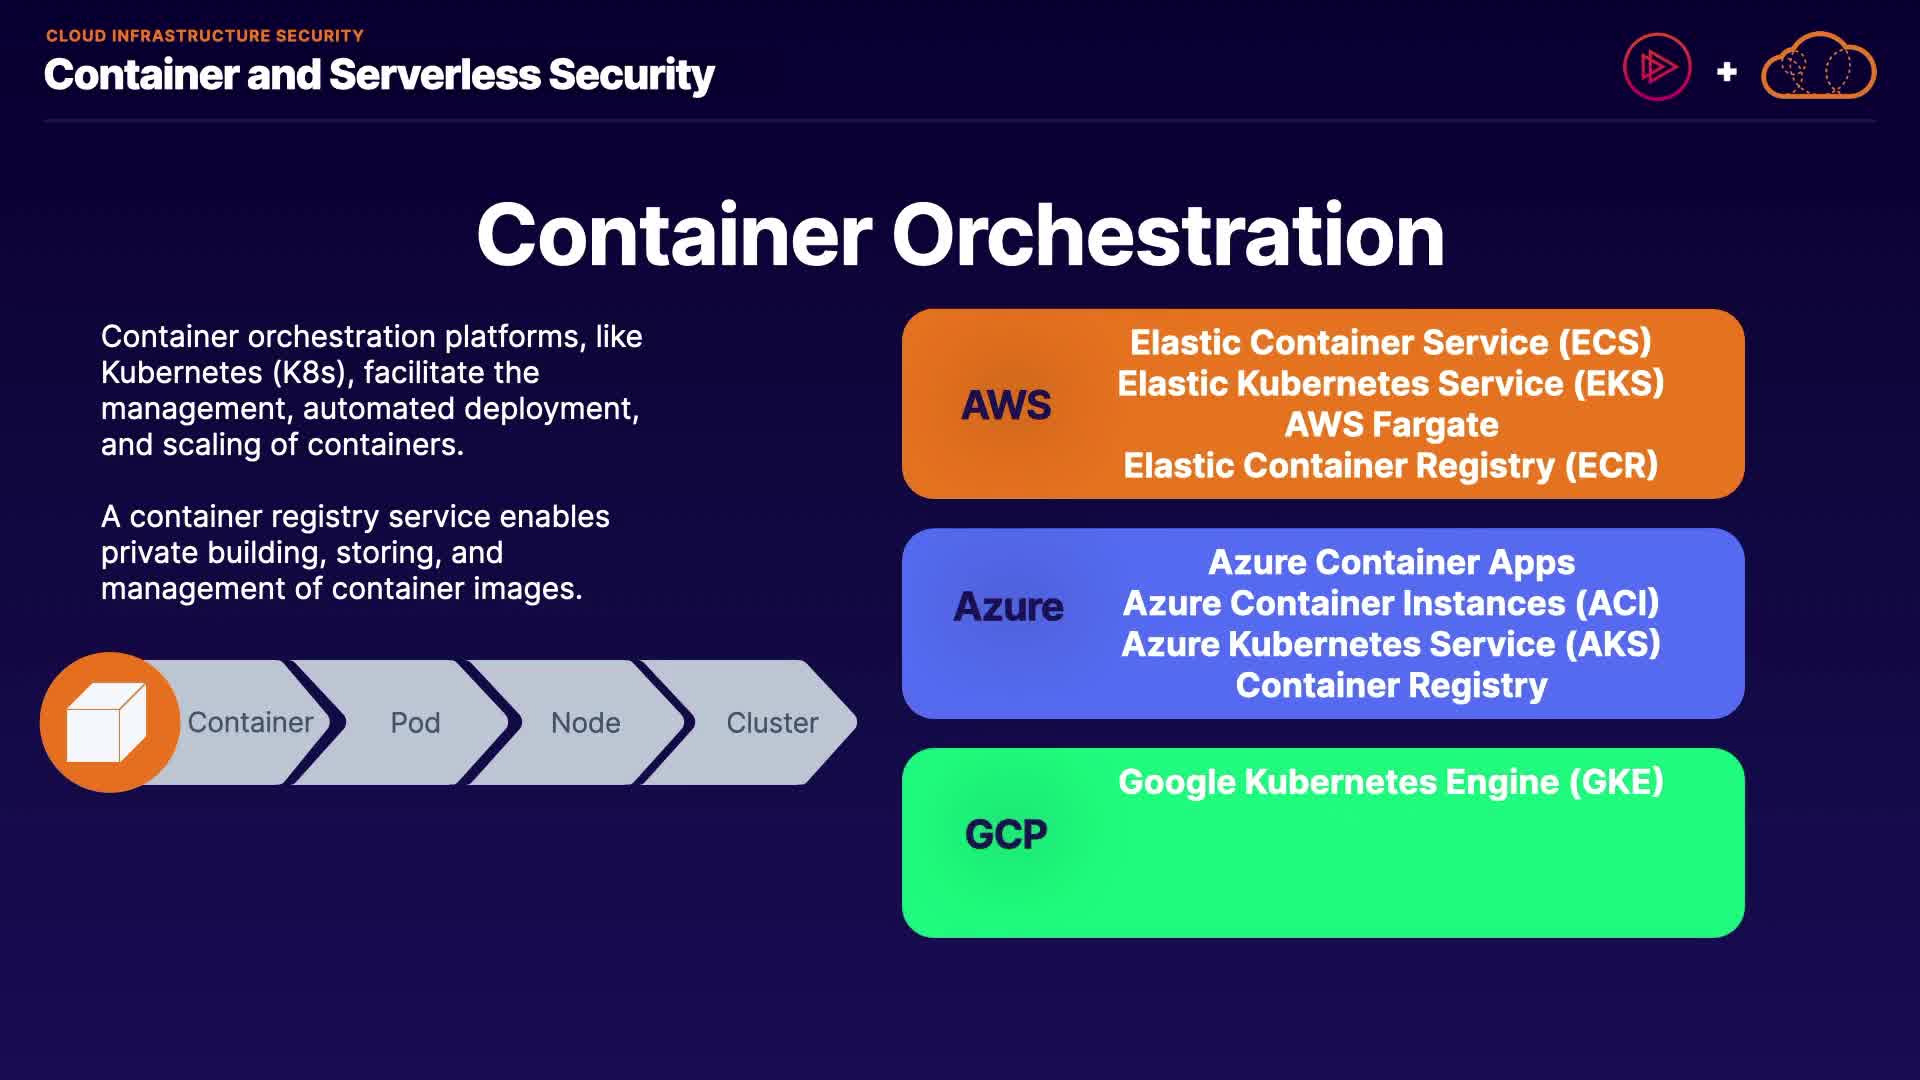 CLOUD INFRASTRUCTURE SECURITY
Container and Serverless Security
+
Container Orchestration
Container orchestration platforms, like
Kubernetes (K8s), facilitate the
management, automated deployment,
and scaling of containers.
A container registry service enables
private building, storing, and
management of container images.
Container
Pod
Node
Cluster
AWS
Elastic Container Service (ECS)
Elastic Kubernetes Service (EKS)
AWS Fargate
Elastic Container Registry (ECR)
Azure
Azure Container Apps
Azure Container Instances (ACI)
Azure Kubernetes Service (AKS)
Container Registry
GCP
Google Kubernetes Engine (GKE)